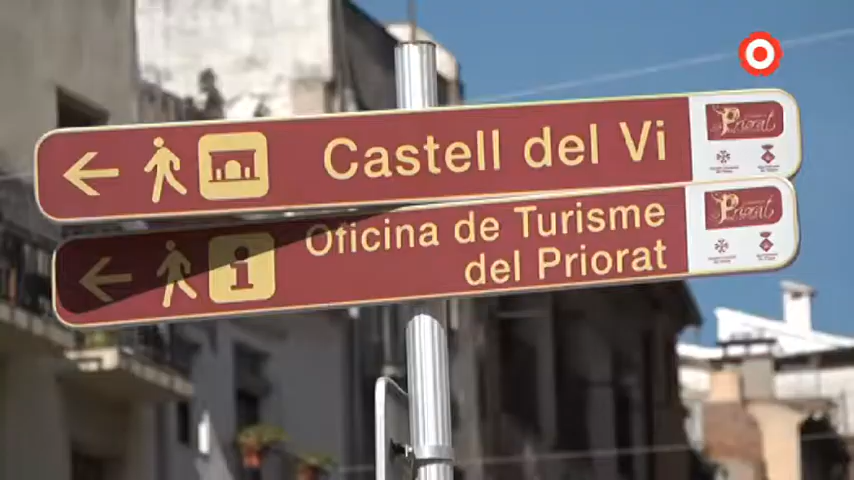 Castell del Vi
Priorat
Oficina de Turisme
del Priorat
Priorat